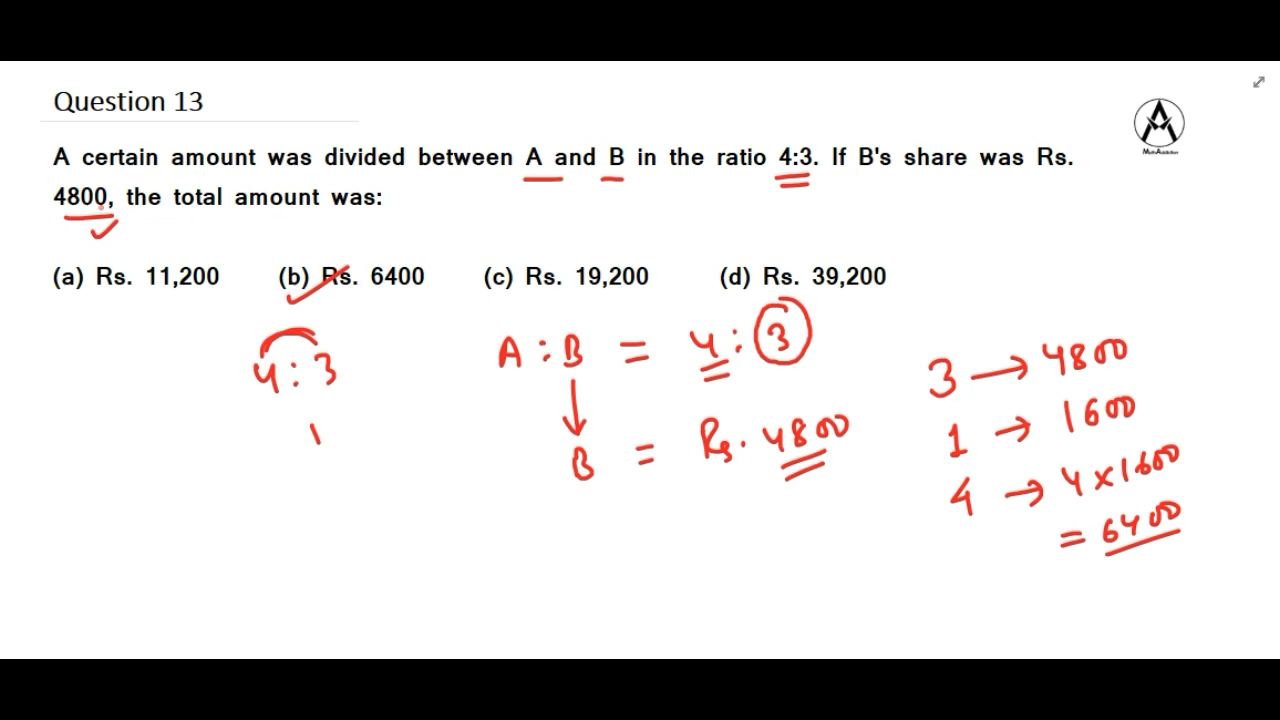 Question 13
A certain amount was divided between A and B in the ratio 4:3. If B's share was Rs.
4800, the total amount was:
(a) Rs. 11,200 (b) Rs. 6400 (c) Rs. 19,200 (d) Rs. 39,200
4 : 3
1
A : B = 4 : 3
B = Rs. 4800
3 → 4800
1 → 1600
4 → 4 × 1600
= 6400
MathAddiction